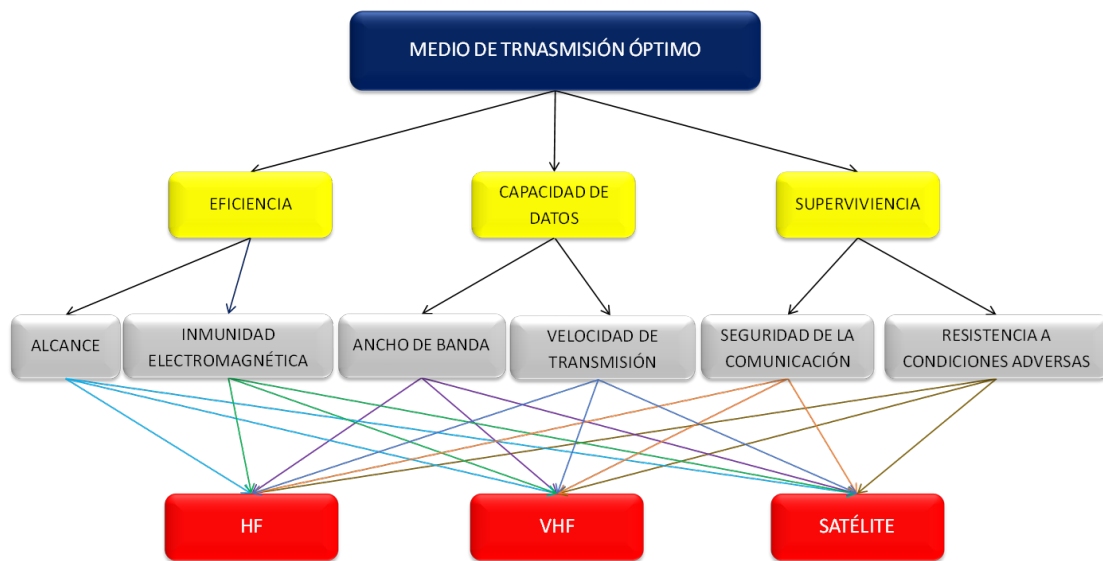 MEDIO DE TRNASMISIÓN ÓPTIMO
EFICIENCIA
CAPACIDAD DE
DATOS
SUPERVIVIENCIA
ALCANCE
INMUNIDAD
ELECTROMAGNÉTICA
ANCHO DE BANDA
VELOCIDAD DE
TRANSMISIÓN
SEGURIDAD DE LA
COMUNICACIÓN
RESISTENCIA A
CONDICIONES ADVERSAS
HF
VHF
SATÉLITE